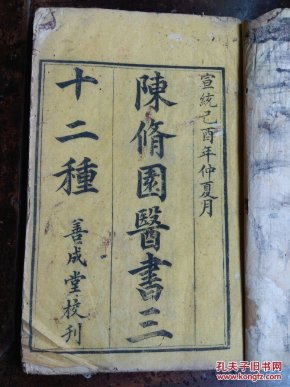 宣統己酉年仲夏月
陳脩園醫書三
十二種
善成堂校刊
孔夫子旧书网